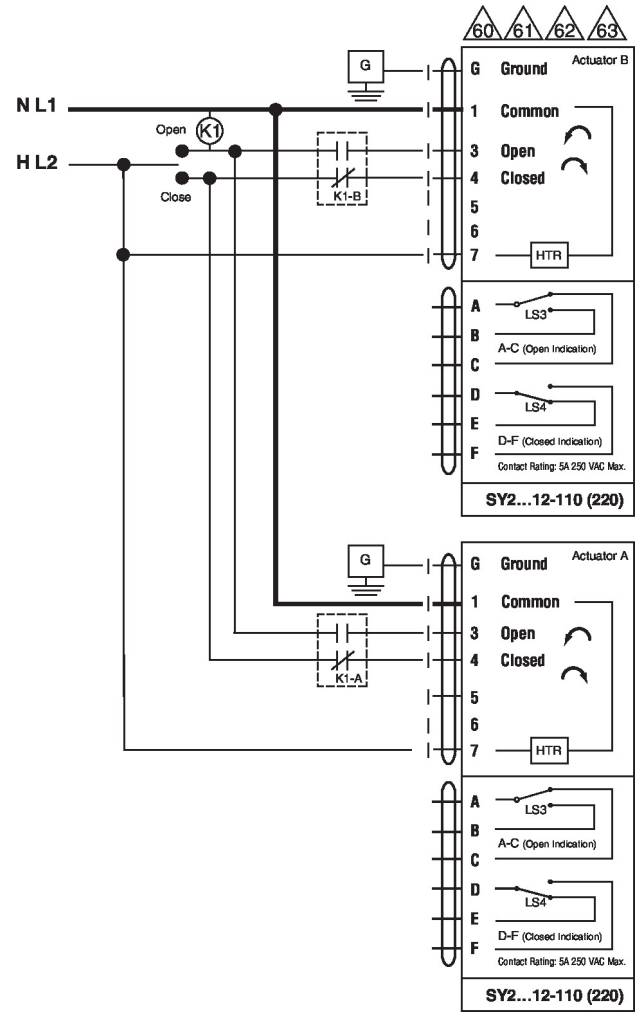 60 61 62 63
Actuator B
G G Ground
N L1 1 Common
Open K1 3 Open
H L2 4 Closed
Close K1-B
5
6
7 HTR
A LS3
B
A-C (Open Indication)
C
D LS4
E
D-F (Closed Indication)
F
Contact Rating: 5A 250 VAC Max.
SY2...12-110 (220)
Actuator A
G G Ground
1 Common
3 Open
4 Closed
K1-A
5
6
7 HTR
A LS3
B
A-C (Open Indication)
C
D LS4
E
D-F (Closed Indication)
F
Contact Rating: 5A 250 VAC Max.
SY2...12-110 (220)